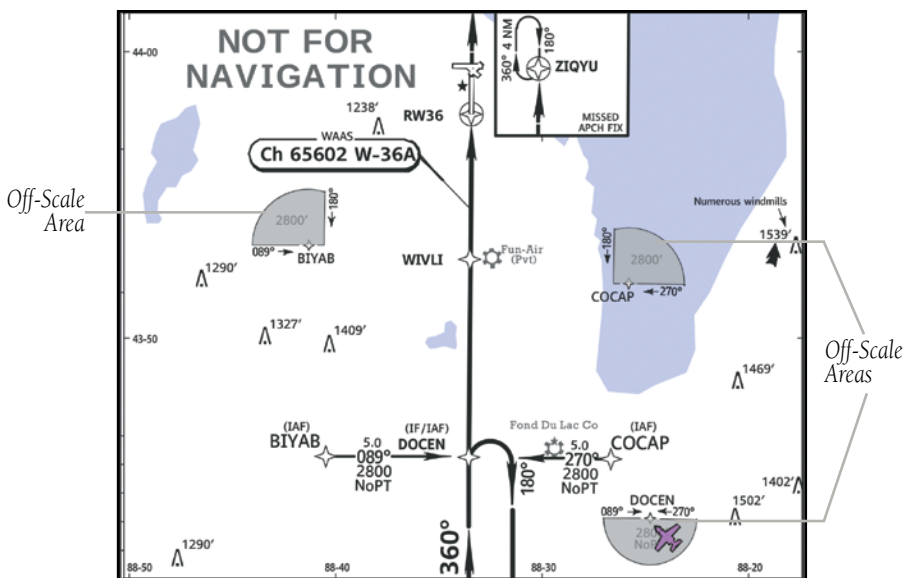 44-00
NOT FOR
NAVIGATION
360° 4 NM
180°
ZIQYU
MISSED
APCH FIX
1238'
RW36
WAAS
Ch 65602 W-36A
Off-Scale
Area
2800'
180°
089°
BIYAB
Numerous windmills
1539'
180°
2800'
COCAP
270°
WIVLI
Fun-Air
(Pvt)
1290'
1327'
1409'
43-50
Off-Scale
Areas
1469'
(IAF)
BIYAB
5.0
089°
2800
NoPT
(IF/IAF)
DOCEN
Fond Du Lac Co
5.0
270°
2800
NoPT
(IAF)
COCAP
180°
1402'
1502'
DOCEN
089°
270°
360°
1290'
88-50
88-40
88-30
88-20